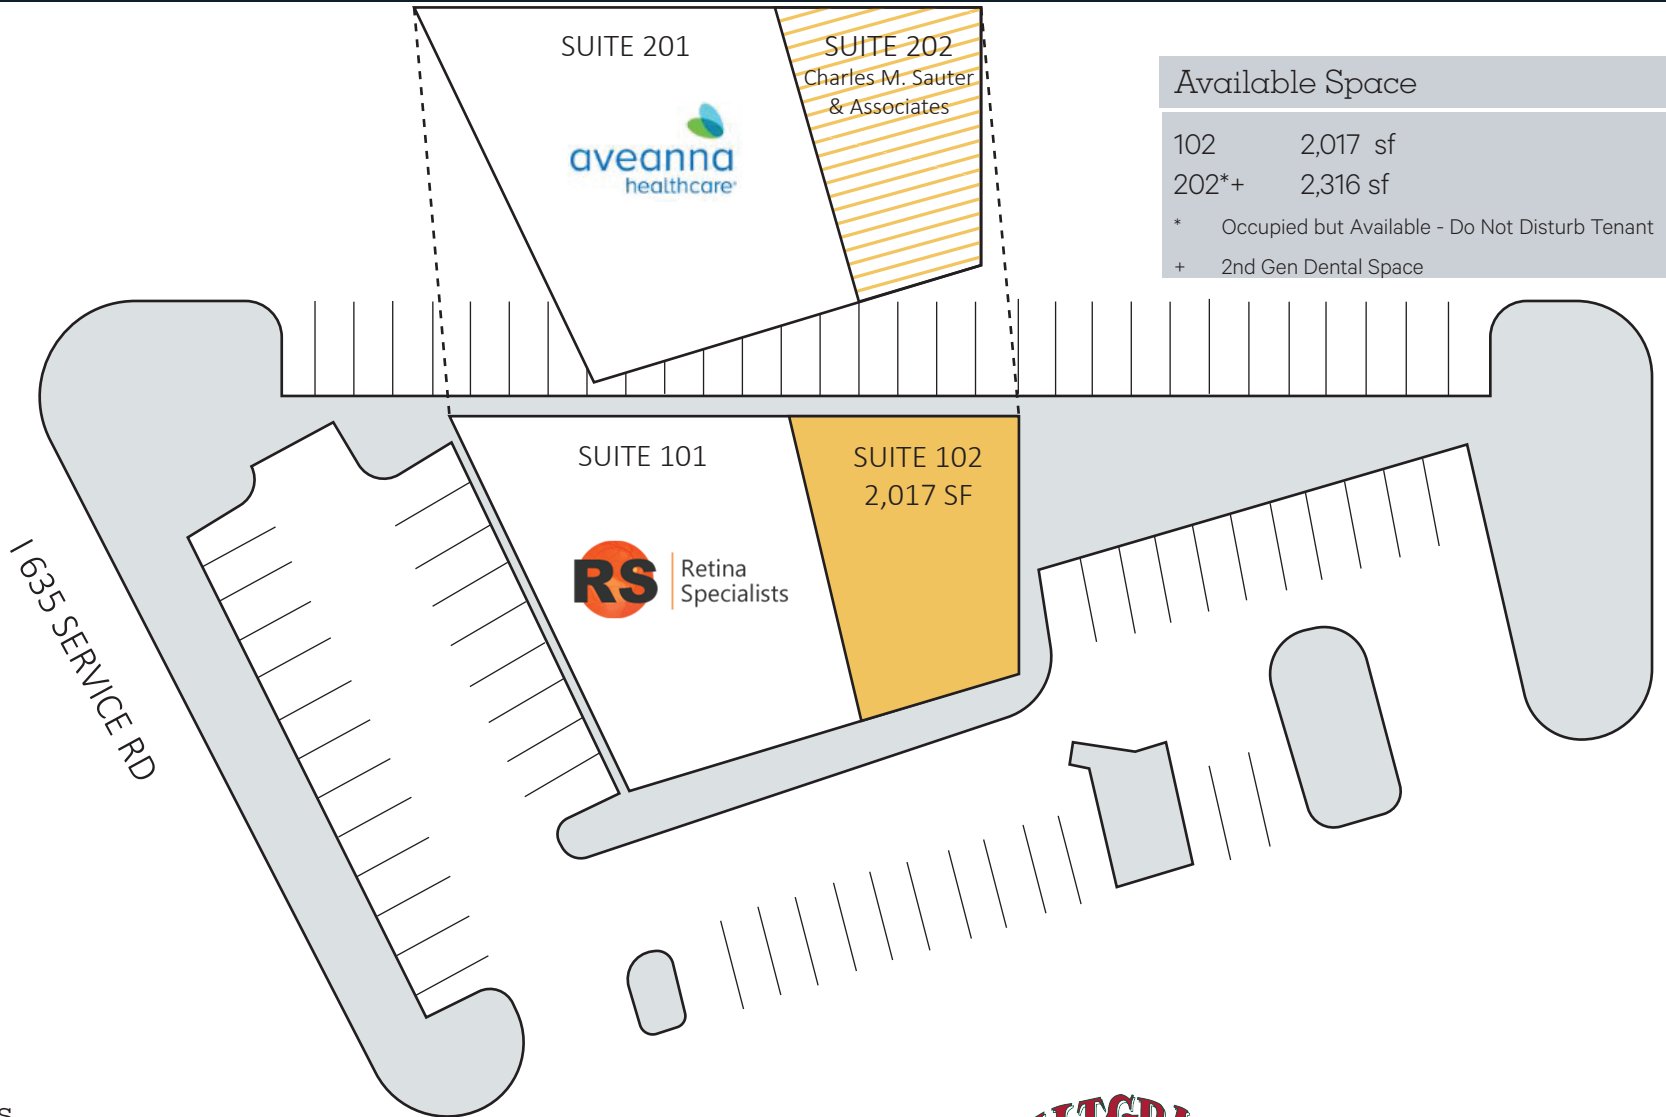 SUITE 201
aveanna
healthcare
SUITE 202
Charles M. Sauter
& Associates
Available Space
102 2,017 sf
202*+ 2,316 sf
* Occupied but Available - Do Not Disturb Tenant
+ 2nd Gen Dental Space
SUITE 101
RS
Retina
Specialists
SUITE 102
2,017 SF
I 635 SERVICE RD